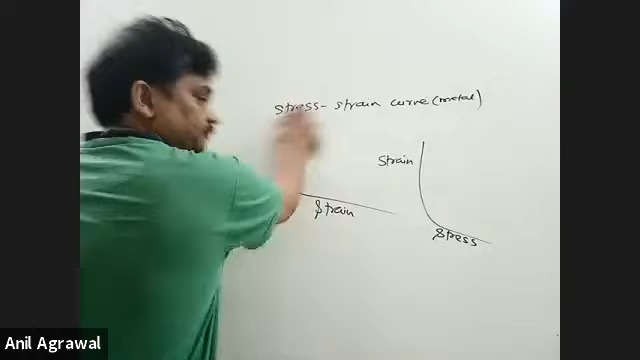 stress- strain curve (metal)
Strain
Strain
Stress
Anil Agrawal